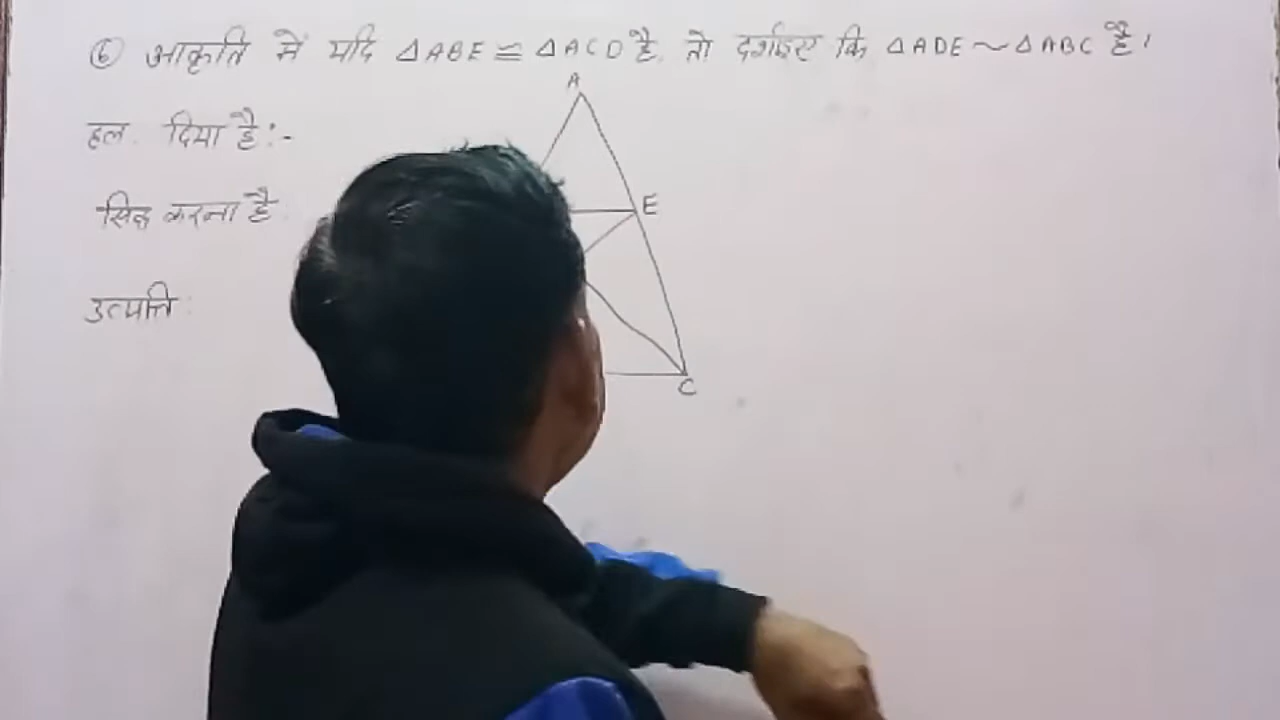 ⑥ आकृति में यदि △ABE ≅ △ACD है, तो दर्शाइए कि △ADE ~ △ABC है।
A
हल. दिया है:-
E
सिद्ध करना है
उत्पत्ति:
C